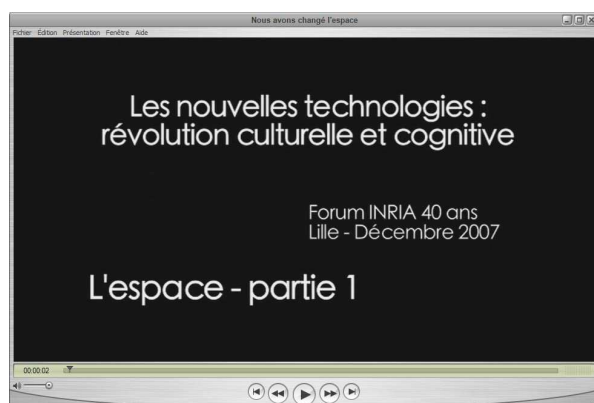 Nous avons changé l'espace
Fichier Édition Présentation Fenêtre Aide
Les nouvelles technologies :
révolution culturelle et cognitive
Forum INRIA 40 ans
Lille - Décembre 2007
L'espace - partie 1
00:00:02